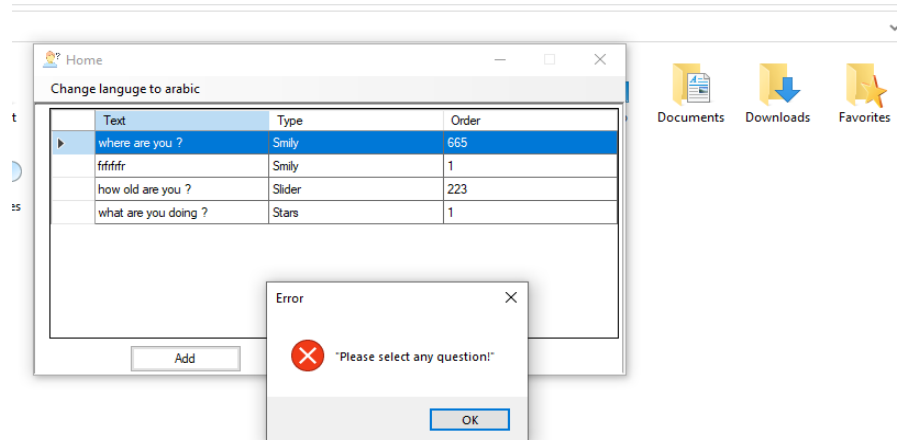 Home
Change languge to arabic
Text Type Order
where are you ? Smily 665
frfrfrfr Smily 1
how old are you ? Slider 223
what are you doing ? Stars 1
Error
"Please select any question!"
OK
Add
Documents Downloads Favorites
t
es